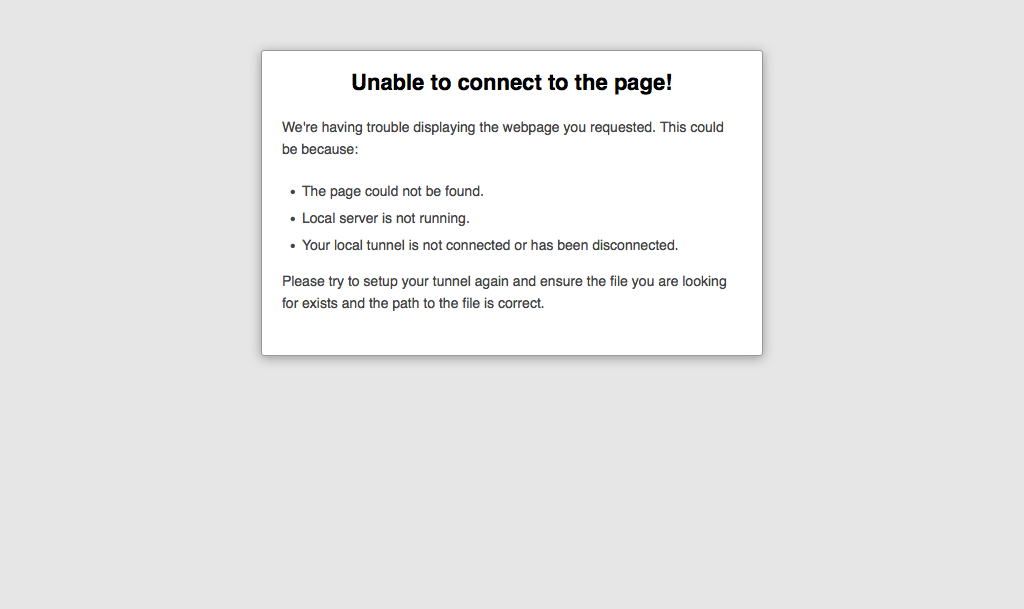 Unable to connect to the page!
We're having trouble displaying the webpage you requested. This could
be because:
• The page could not be found.
• Local server is not running.
• Your local tunnel is not connected or has been disconnected.
Please try to setup your tunnel again and ensure the file you are looking
for exists and the path to the file is correct.